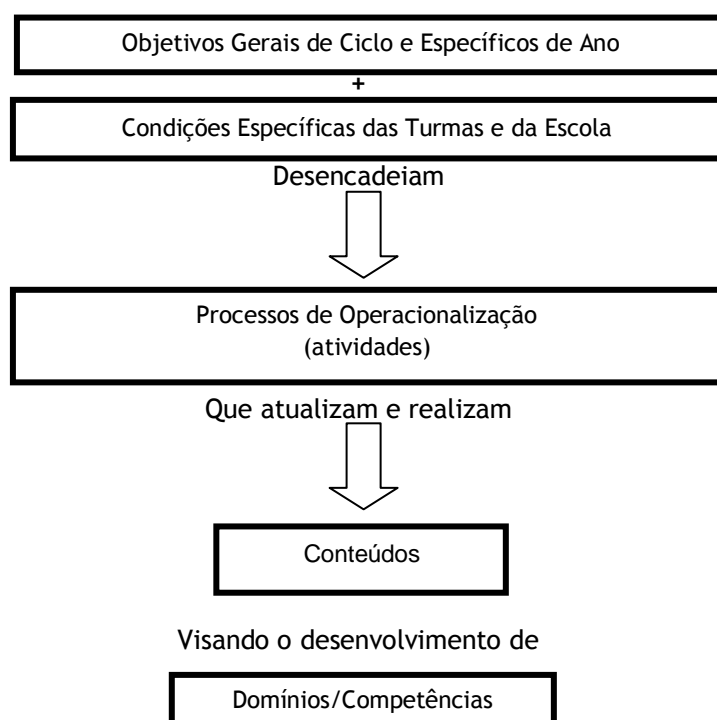 Objetivos Gerais de Ciclo e Específicos de Ano
+
Condições Específicas das Turmas e da Escola
Desencadeiam
Processos de Operacionalização
(atividades)
Que atualizam e realizam
Conteúdos
Visando o desenvolvimento de
Domínios/Competências